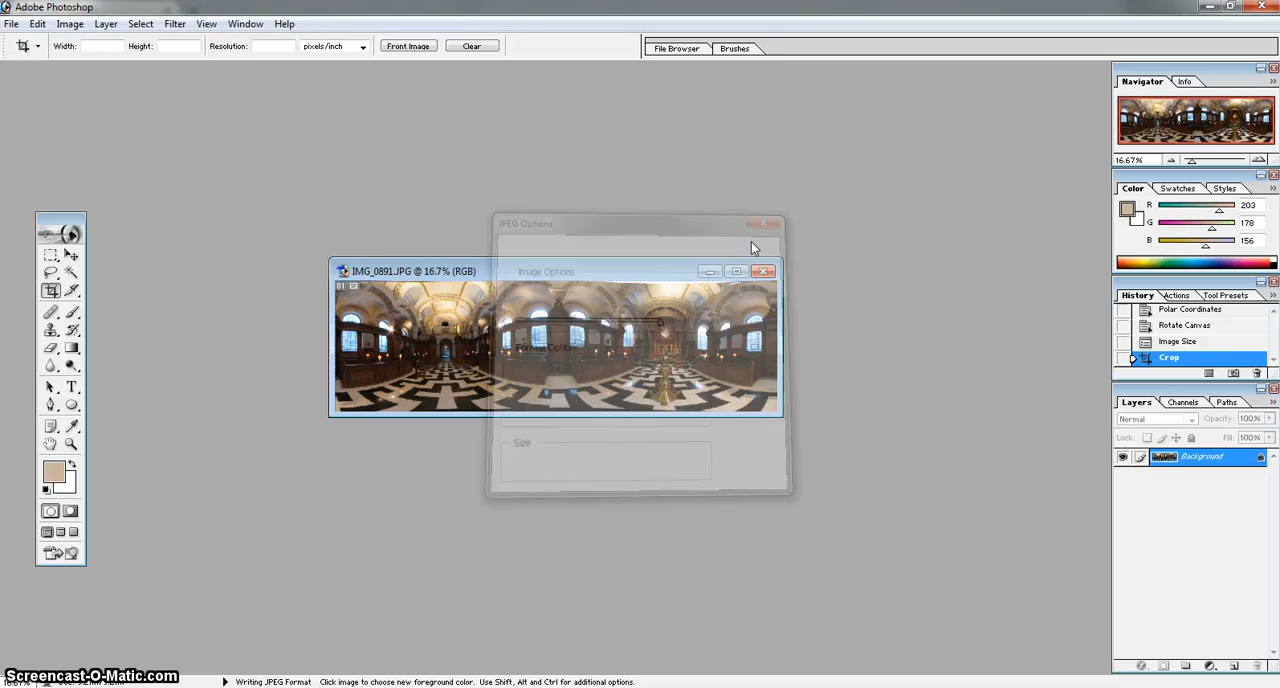 Adobe Photoshop
File Edit Image Layer Select Filter View Window Help
Width: Height: Resolution: pixels/inch Front Image Clear File Browser Brushes
Navigator Info
16.67%
Color Swatches Styles
R 203
G 178
B 156
JPEG Options
IMG_0891.JPG @ 16.7% (RGB)
Image Options
01
Format Options
Size
History Actions Tool Presets
Polar Coordinates
Rotate Canvas
Image Size
Crop
Layers Channels Paths
Normal Opacity: 100%
Lock: Fill: 100%
Background
T
Screencast-O-Matic.com
Writing JPEG Format Click image to choose new foreground color. Use Shift, Alt and Ctrl for additional options.